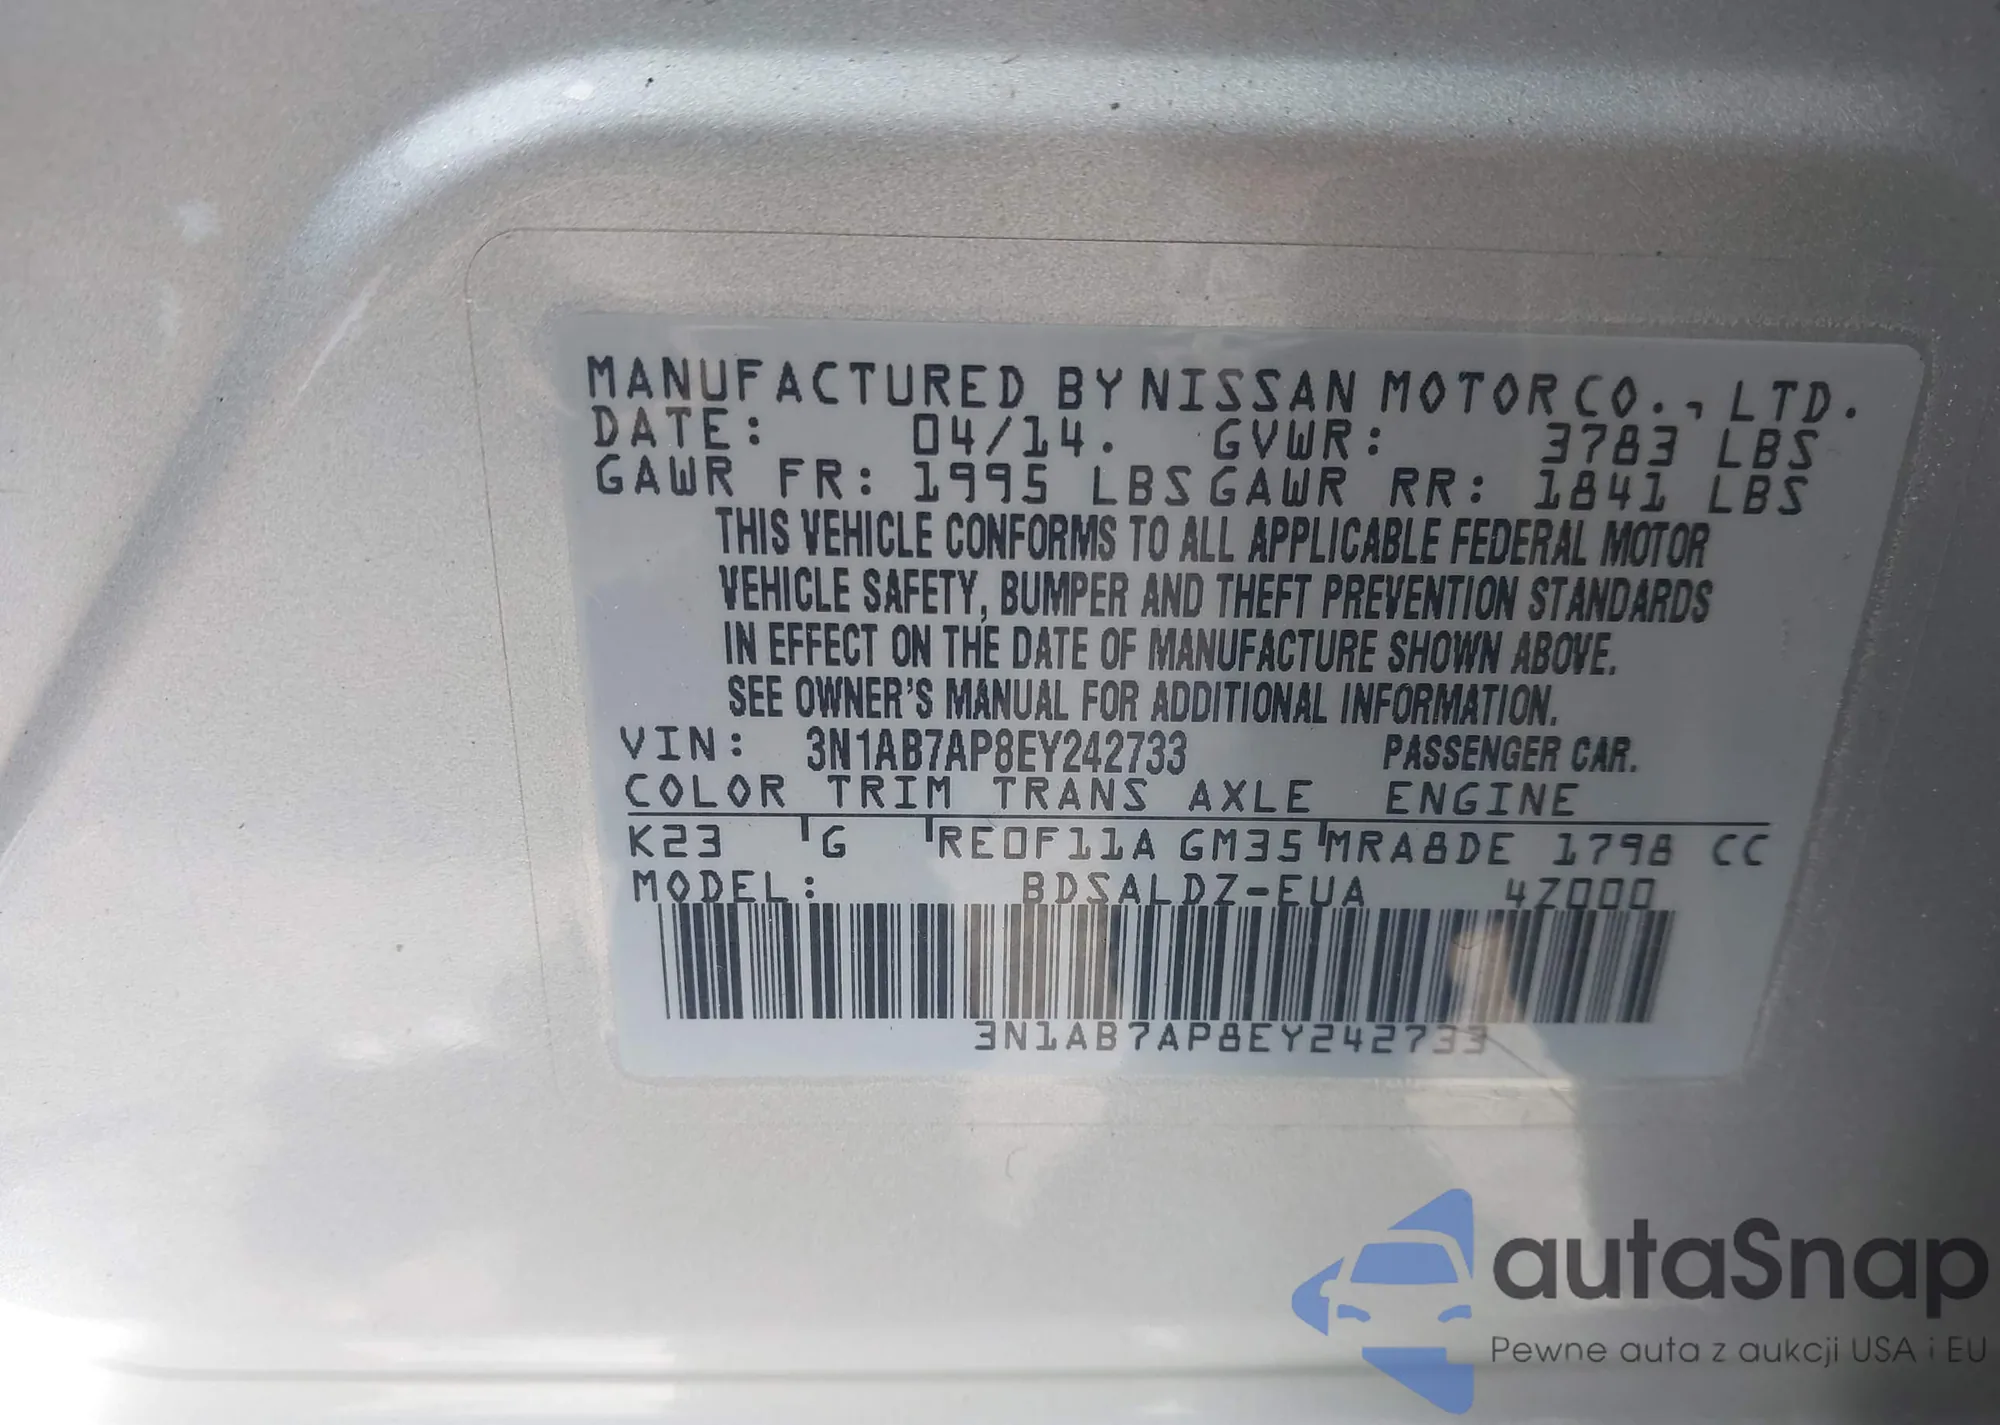 MANUFACTURED BY NISSAN MOTOR CO., LTD.
DATE: 04/14. GVWR: 3783 LBS
GAWR FR: 1995 LBS GAWR RR: 1841 LBS
THIS VEHICLE CONFORMS TO ALL APPLICABLE FEDERAL MOTOR
VEHICLE SAFETY, BUMPER AND THEFT PREVENTION STANDARDS
IN EFFECT ON THE DATE OF MANUFACTURE SHOWN ABOVE.
SEE OWNER'S MANUAL FOR ADDITIONAL INFORMATION.
VIN: 3N1AB7AP8EY242733 PASSENGER CAR.
COLOR TRIM TRANS AXLE ENGINE
K23 G RE0F11A GM35 MRA8DE 1798 CC
MODEL: BDSALDZ-EUA 4Z000
3N1AB7AP8EY242733
autaSnap
Pewne auta z aukcji USA i EU